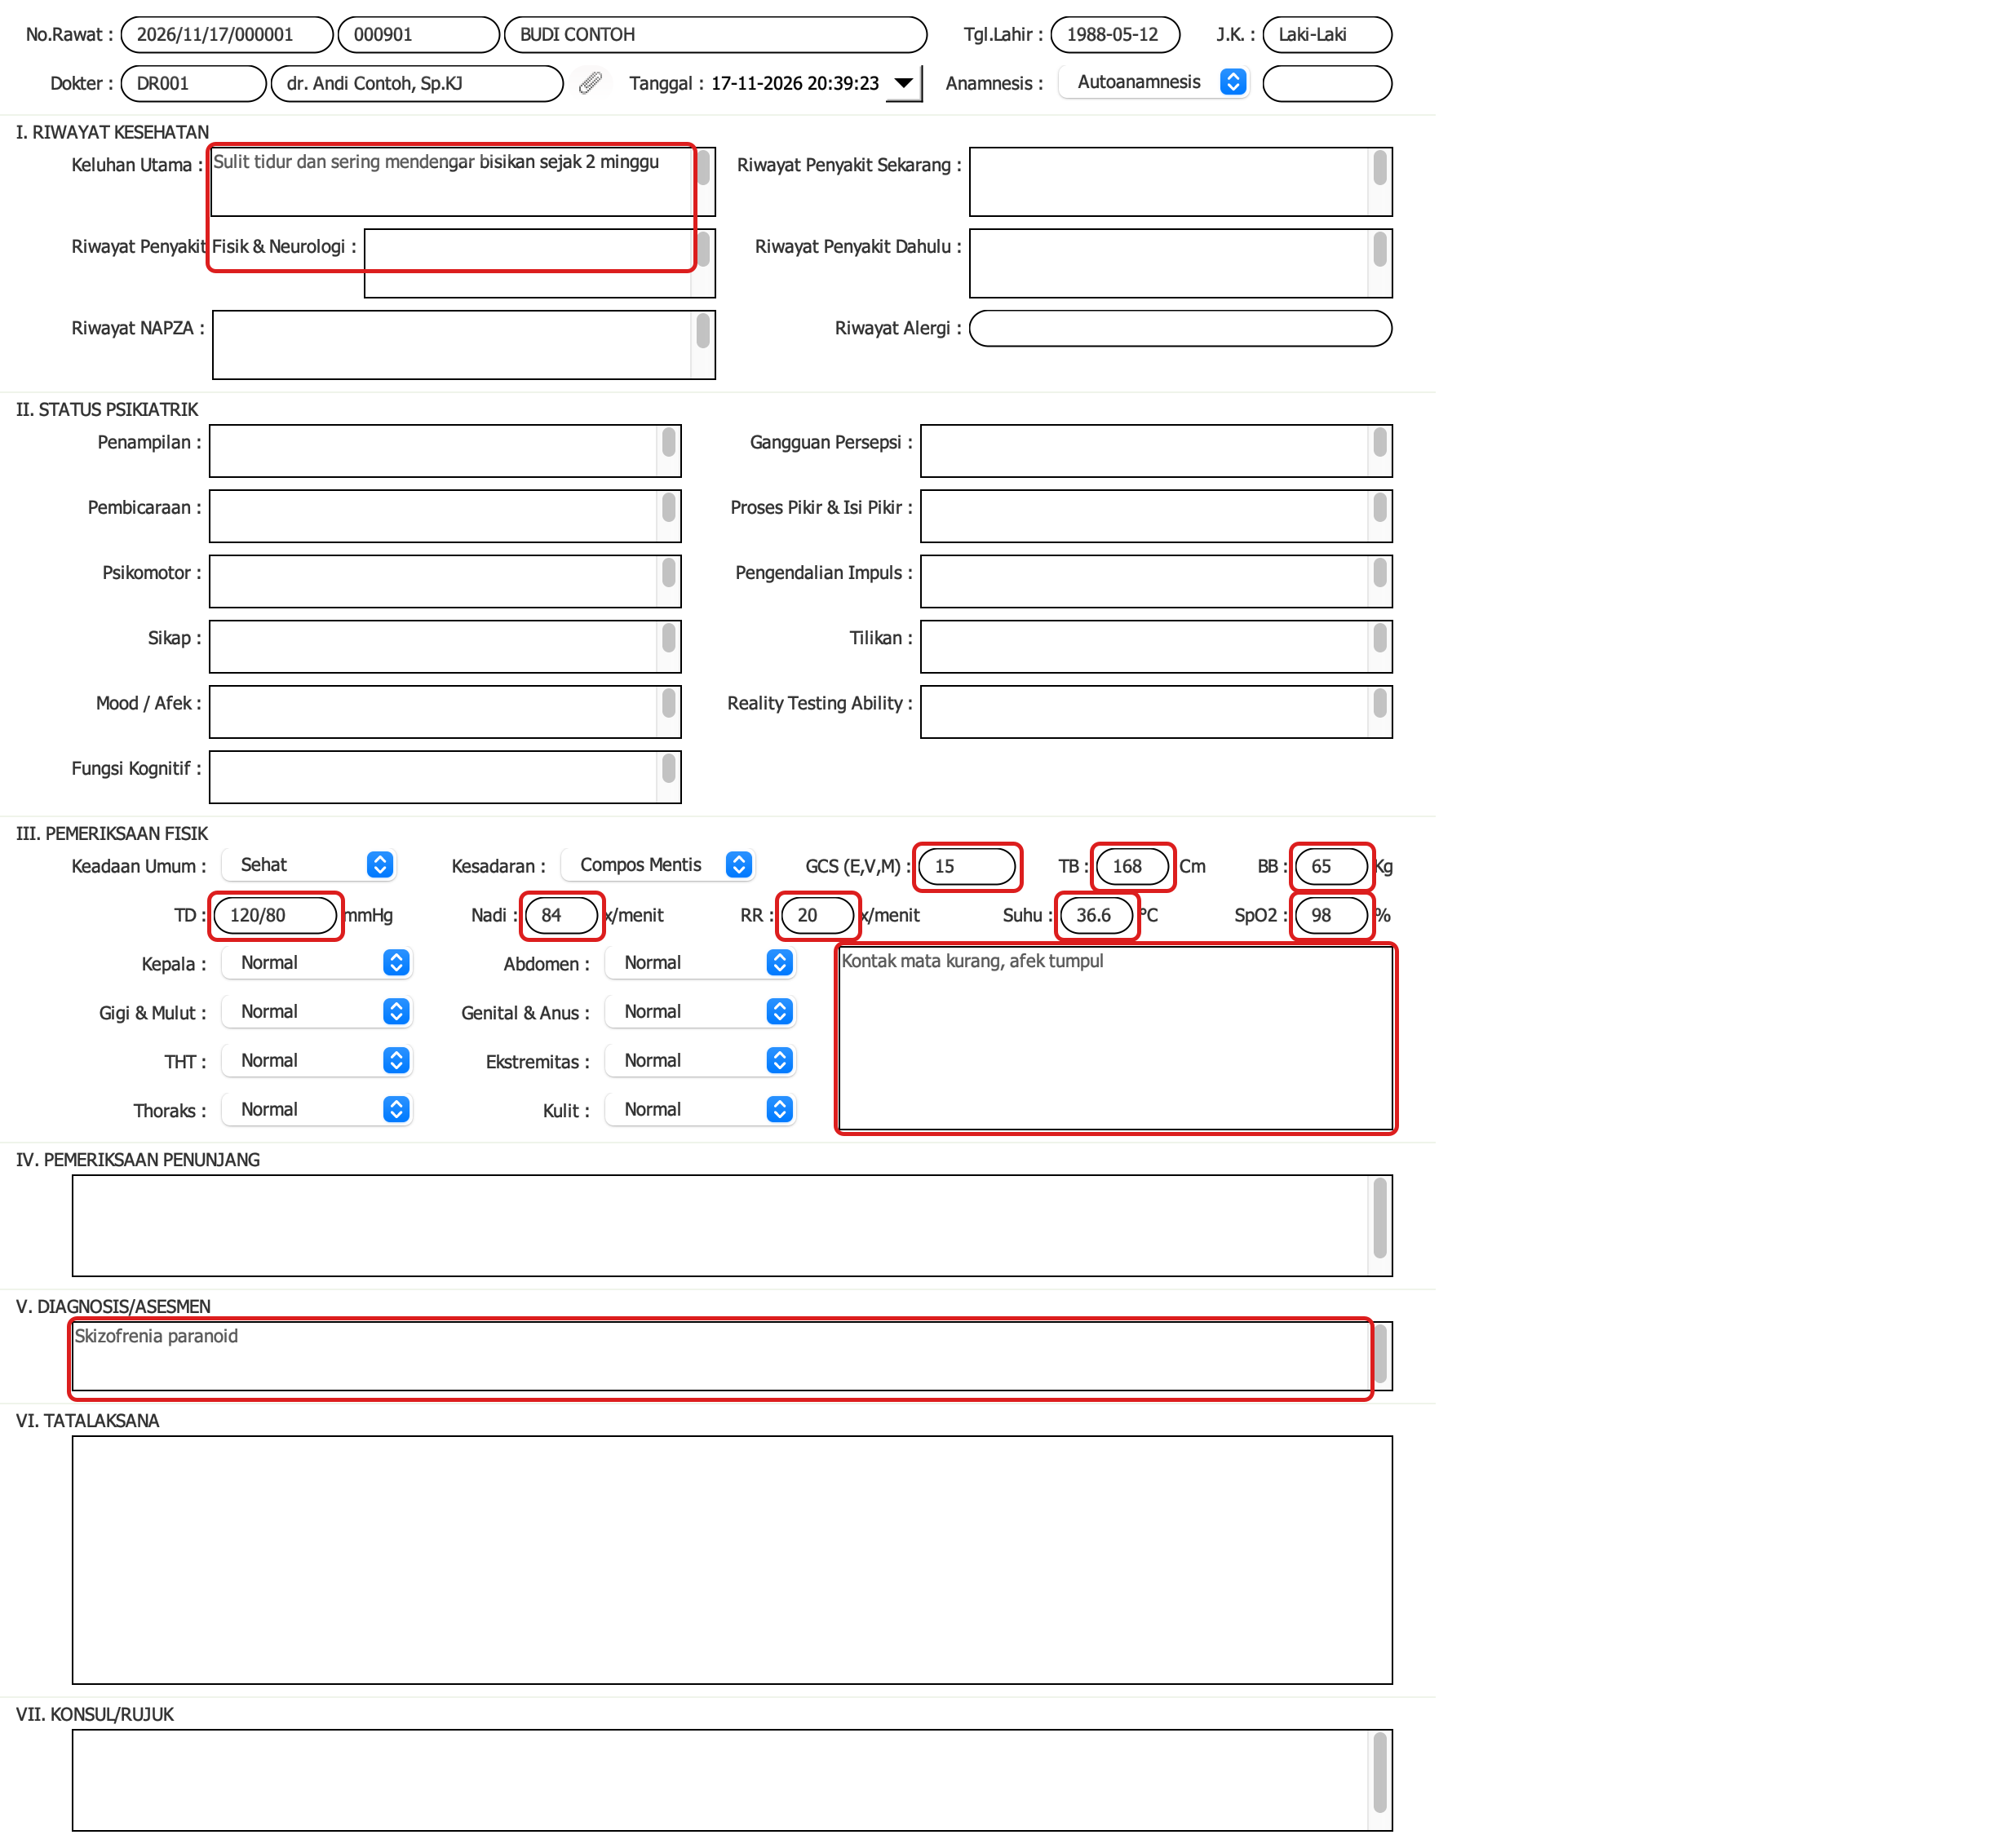 No.Rawat : 2026/11/17/000001 000901 BUDI CONTOH Tgl.Lahir : 1988-05-12 J.K. : Laki-Laki
Dokter : DR001 dr. Andi Contoh, Sp.KJ Tanggal : 17-11-2026 20:39:23 Anamnesis : Autoanamnesis
I. RIWAYAT KESEHATAN
Keluhan Utama : Sulit tidur dan sering mendengar bisikan sejak 2 minggu Riwayat Penyakit Sekarang :
Riwayat Penyakit Fisik & Neurologi : Riwayat Penyakit Dahulu :
Riwayat NAPZA : Riwayat Alergi :
II. STATUS PSIKIATRIK
Penampilan : Gangguan Persepsi :
Pembicaraan : Proses Pikir & Isi Pikir :
Psikomotor : Pengendalian Impuls :
Sikap : Tilikan :
Mood / Afek : Reality Testing Ability :
Fungsi Kognitif :
III. PEMERIKSAAN FISIK
Keadaan Umum : Sehat Kesadaran : Compos Mentis GCS (E,V,M) : 15 TB : 168 Cm BB : 65 Kg
TD : 120/80 mmHg Nadi : 84 x/menit RR : 20 x/menit Suhu : 36.6 °C SpO2 : 98 %
Kepala : Normal Abdomen : Normal Kontak mata kurang, afek tumpul
Gigi & Mulut : Normal Genital & Anus : Normal
THT : Normal Ekstremitas : Normal
Thoraks : Normal Kulit : Normal
IV. PEMERIKSAAN PENUNJANG
V. DIAGNOSIS/ASESMEN
Skizofrenia paranoid
VI. TATALAKSANA
VII. KONSUL/RUJUK